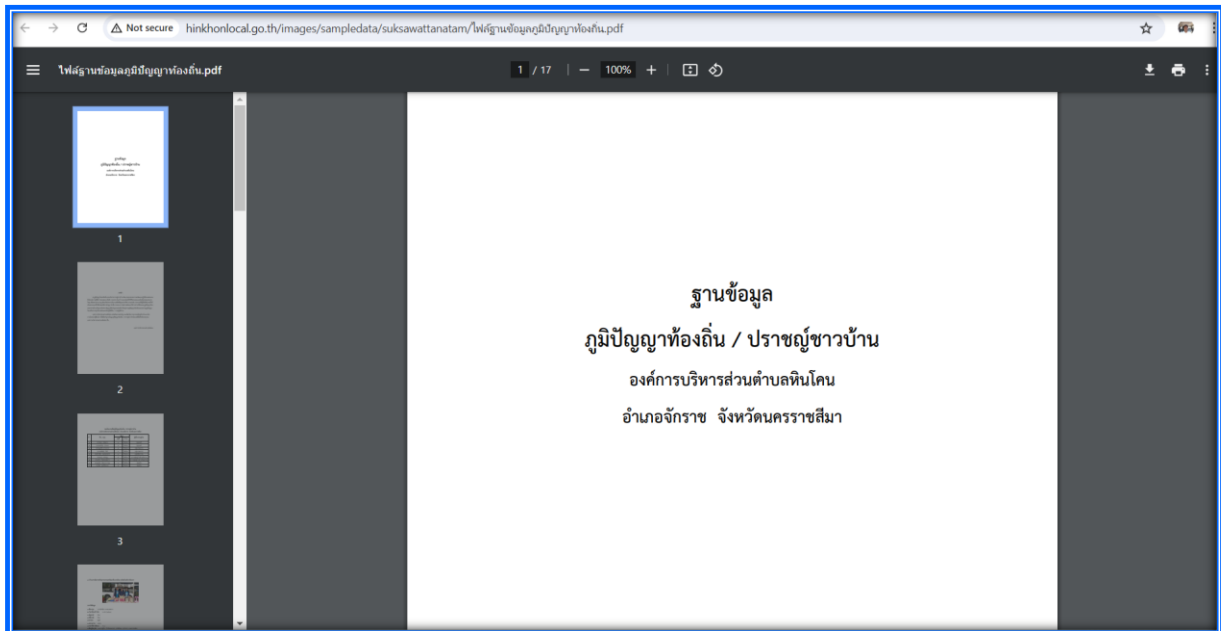 Not secure hinkhonlocal.go.th/images/sampledata/suksawattanatam/ไฟล์ฐานข้อมูลภูมิปัญญาท้องถิ่น.pdf
ไฟล์ฐานข้อมูลภูมิปัญญาท้องถิ่น.pdf 1 / 17 100%
1
2
3
ฐานข้อมูล
ภูมิปัญญาท้องถิ่น / ปราชญ์ชาวบ้าน
องค์การบริหารส่วนตำบลหินโคน
อำเภอจักราช จังหวัดนครราชสีมา